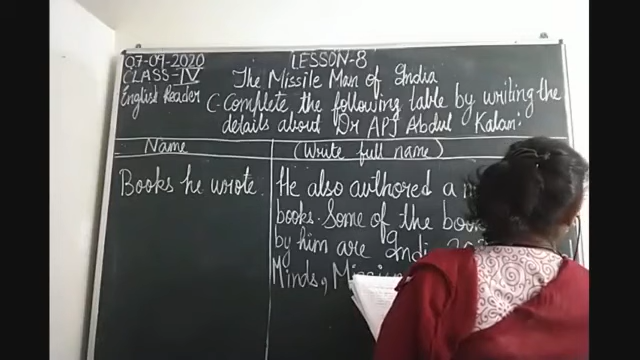 07-09-2020 LESSON-8
CLASS-IV The Missile Man of India
English Reader C-Complete the following table by writing the
details about Dr APJ Abdul Kalam:
Name (Write full name)
Books he wrote. He also authored a
books. Some of the
by him are India
Minds,